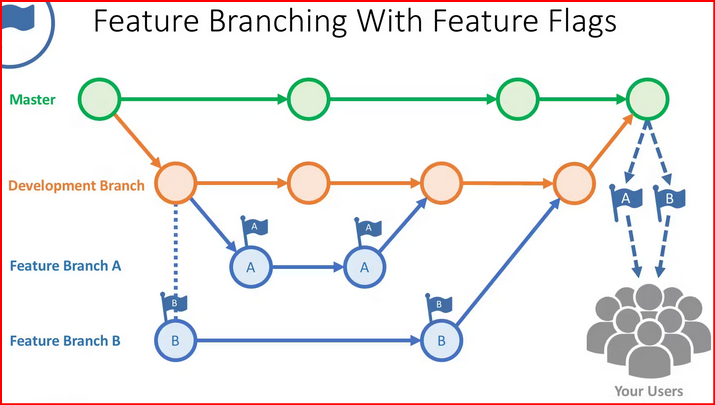 Feature Branching With Feature Flags
Master
Development Branch
A
B
A
A
Feature Branch A
A
A
B
B
Feature Branch B
B
B
Your Users